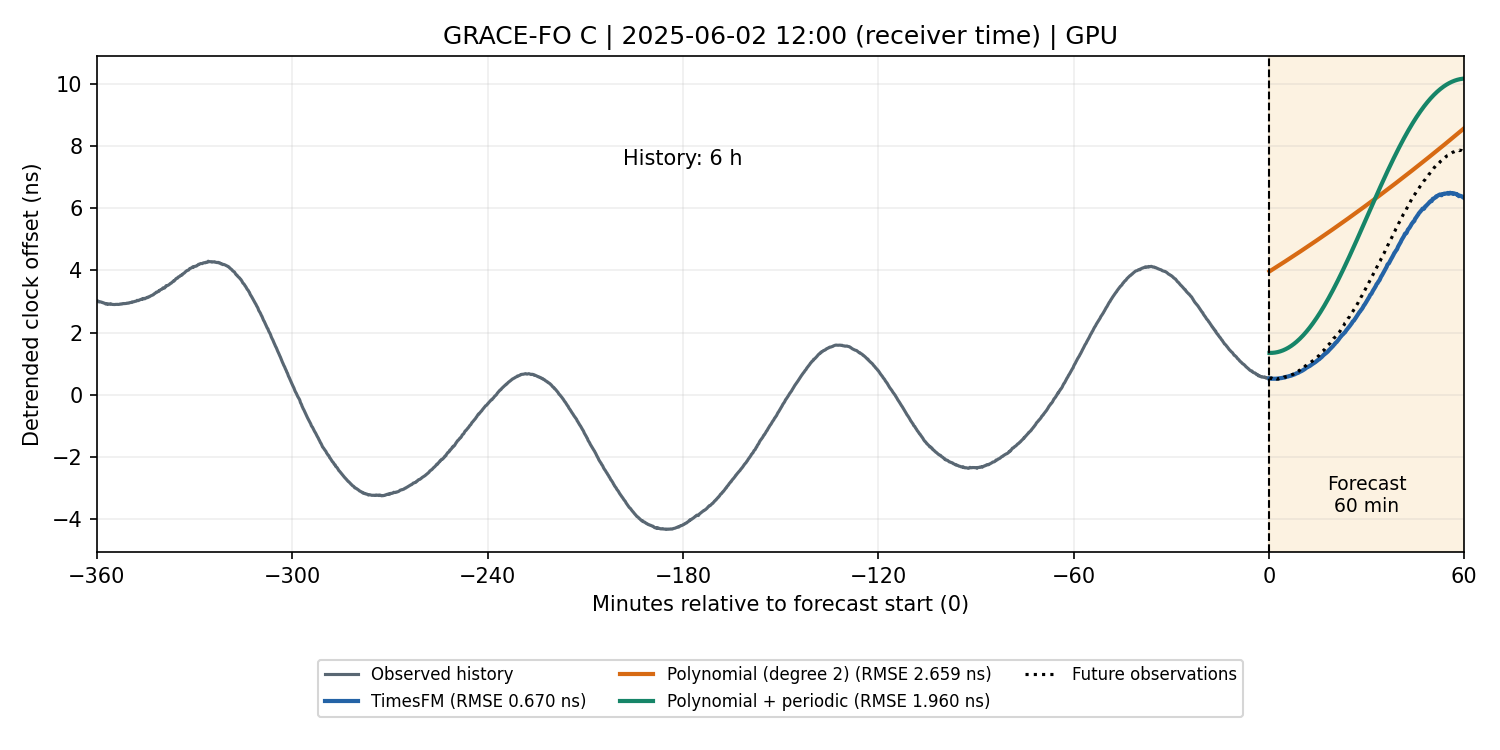 GRACE-FO C | 2025-06-02 12:00 (receiver time) | GPU
Detrended clock offset (ns)
10
8
6
4
2
0
−2
−4
History: 6 h
Forecast
60 min
−360
−300
−240
−180
−120
−60
0
60
Minutes relative to forecast start (0)
Observed history
TimesFM (RMSE 0.670 ns)
Polynomial (degree 2) (RMSE 2.659 ns)
Polynomial + periodic (RMSE 1.960 ns)
Future observations